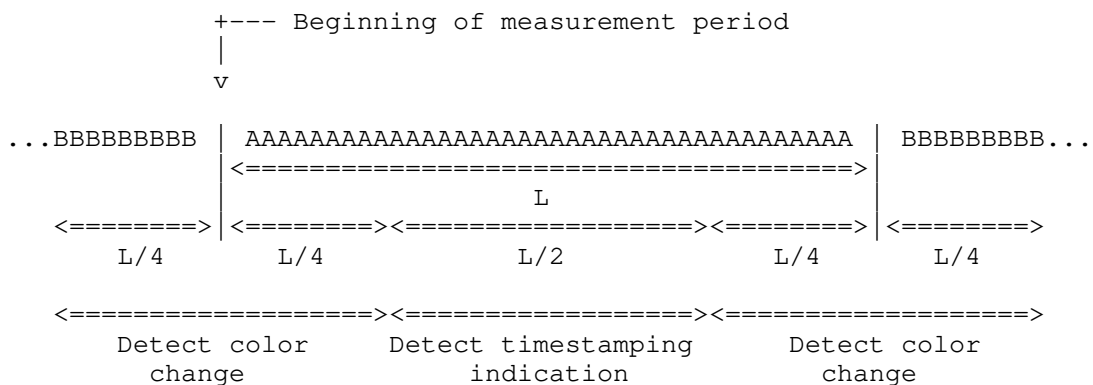 +--- Beginning of measurement period
|
v
...BBBBBBBBB | AAAAAAAAAAAAAAAAAAAAAAAAAAAAAAAAAAAAAA | BBBBBBBBB...
|<======================================>|
| L |
<========>|<========><==================><========>|<========>
L/4 L/4 L/2 L/4 L/4
<===================><==================><===================>
Detect color Detect timestamping Detect color
change indication change